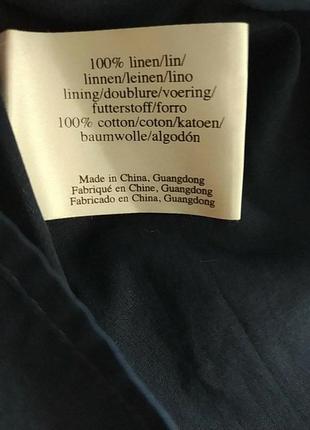 100% linen/lin/
linnen/leinen/lino
lining/doublure/voering/
futterstoff/forro
100% cotton/coton/katoen/
baumwolle/algodón
Made in China, Guangdong
Fabriqué en Chine, Guangdong
Fabricado en China, Guangdong